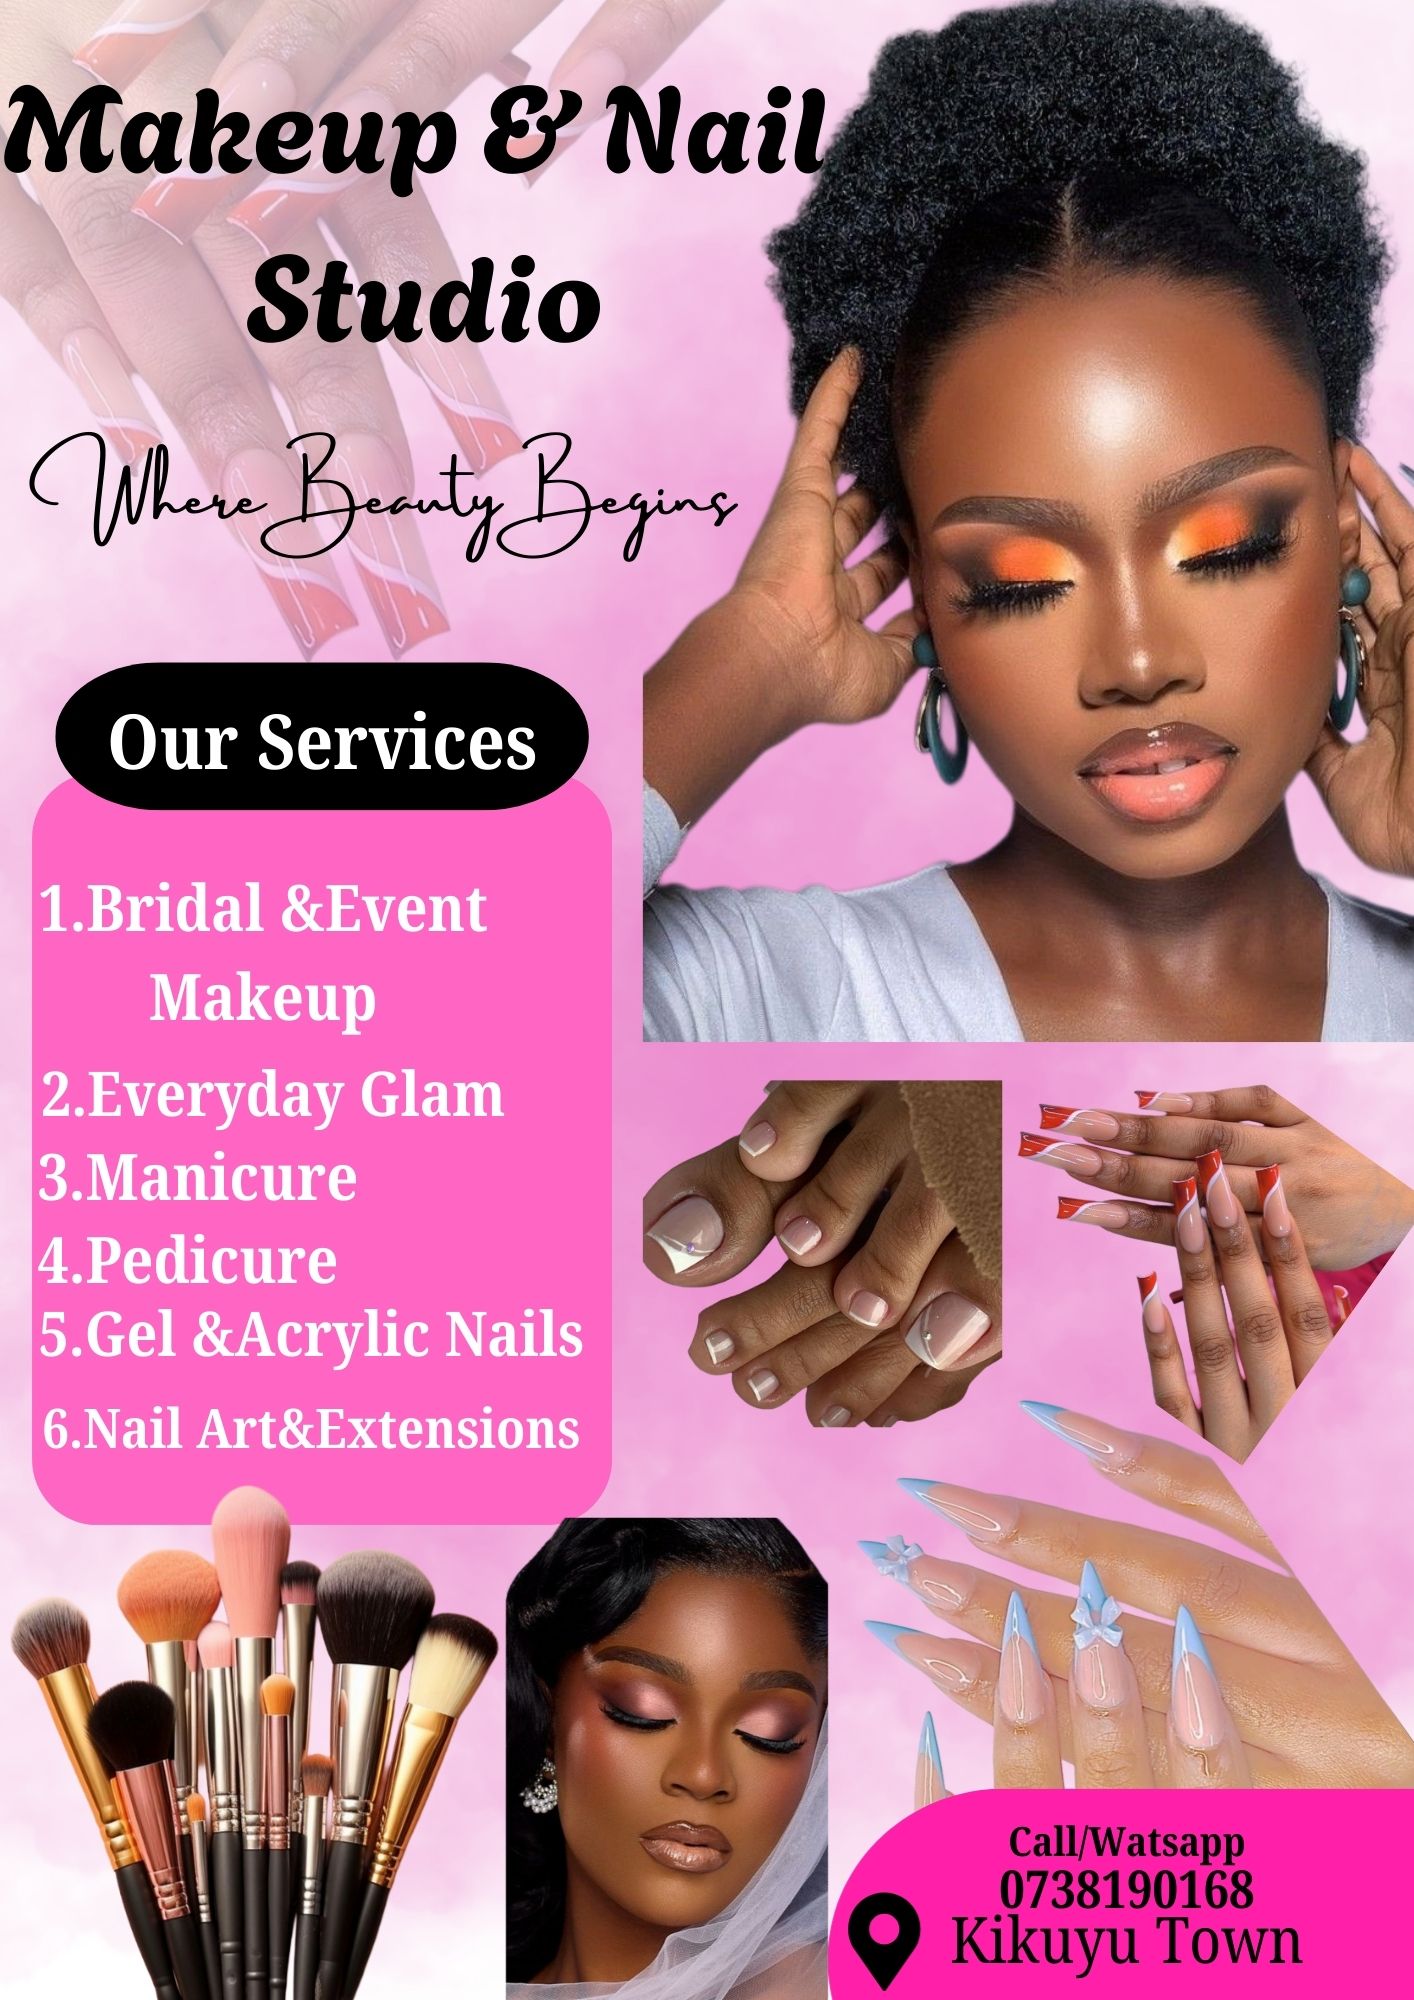 Makeup & Nail
Studio
Where Beauty Begins
Our Services
1.Bridal &Event
Makeup
2.Everyday Glam
3.Manicure
4.Pedicure
5.Gel &Acrylic Nails
6.Nail Art&Extensions
Call/Watsapp
0738190168
Kikuyu Town